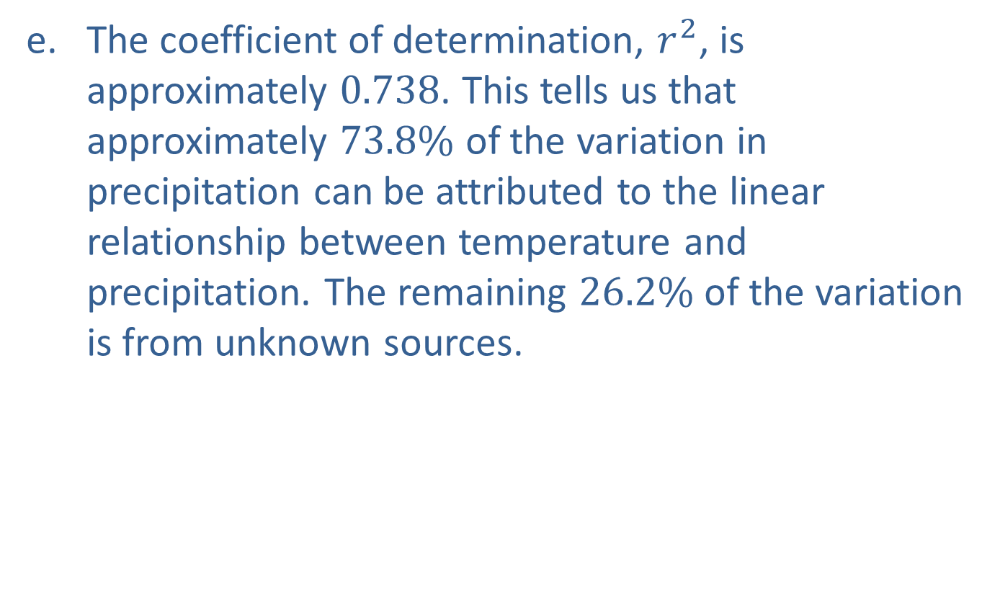 e. The coefficient of determination, r², is
approximately 0.738. This tells us that
approximately 73.8% of the variation in
precipitation can be attributed to the linear
relationship between temperature and
precipitation. The remaining 26.2% of the variation
is from unknown sources.